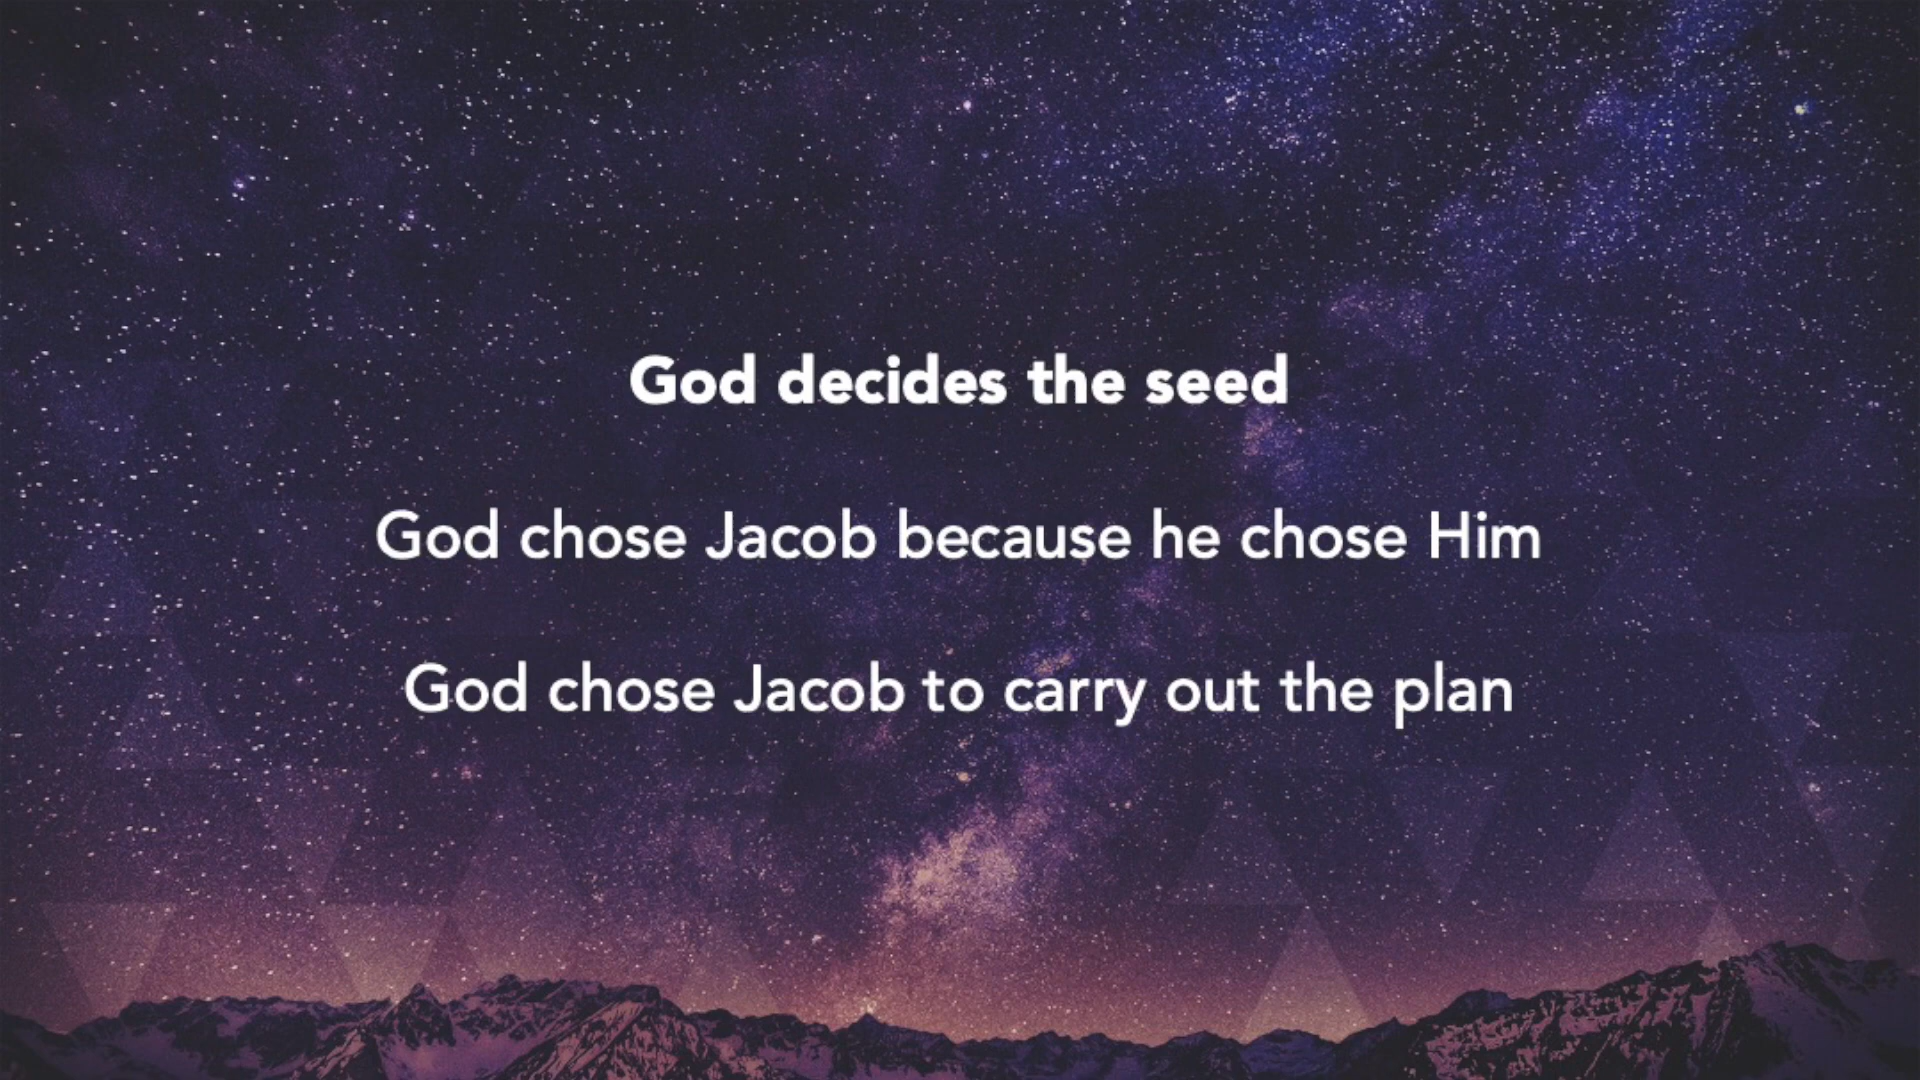 God decides the seed
God chose Jacob because he chose Him
God chose Jacob to carry out the plan